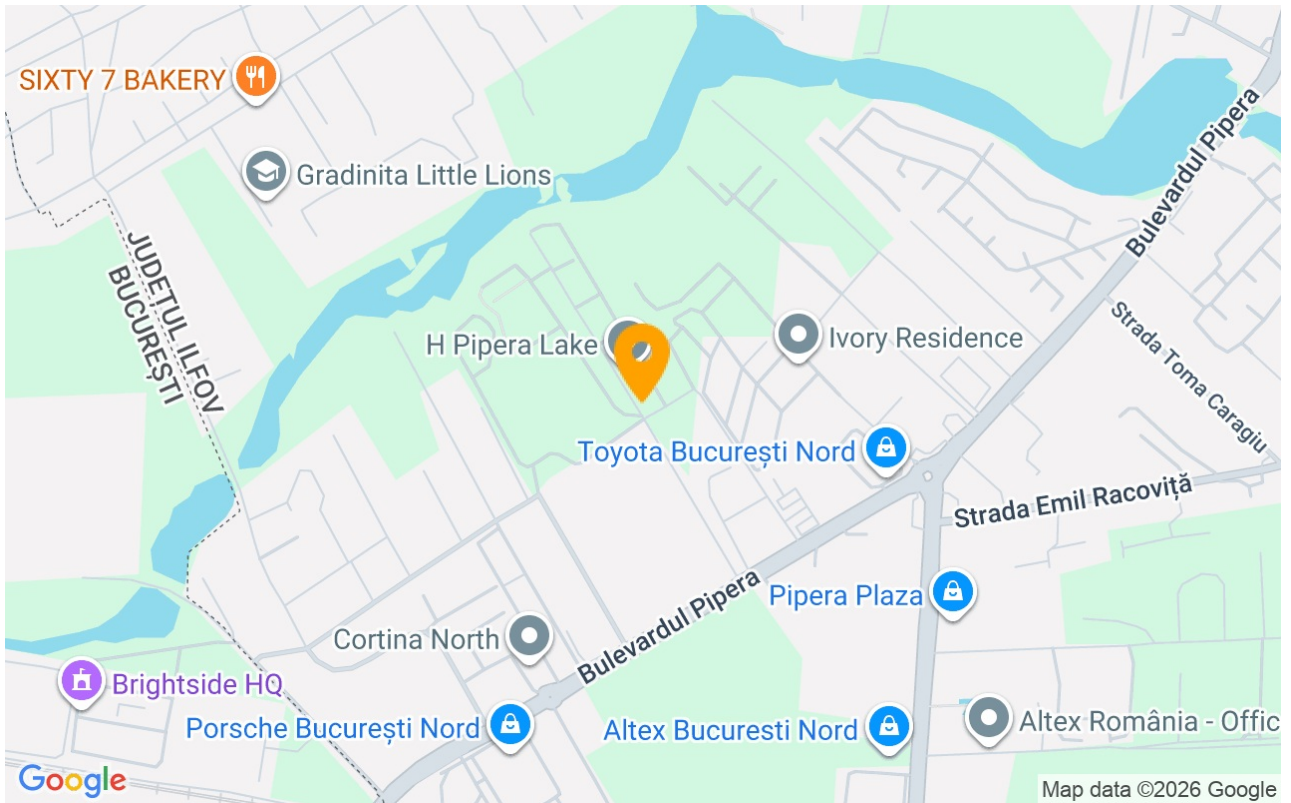 SIXTY 7 BAKERY
Gradinita Little Lions
Bulevardul Pipera
JUDEȚUL ILFOV
BUCUREȘTI
H Pipera Lake
Ivory Residence
Strada Toma Caragiu
Toyota București Nord
Strada Emil Racoviță
Pipera Plaza
Bulevardul Pipera
Cortina North
Brightside HQ
Porsche București Nord
Altex Bucuresti Nord
Altex România - Offic
Google
Map data ©2026 Google